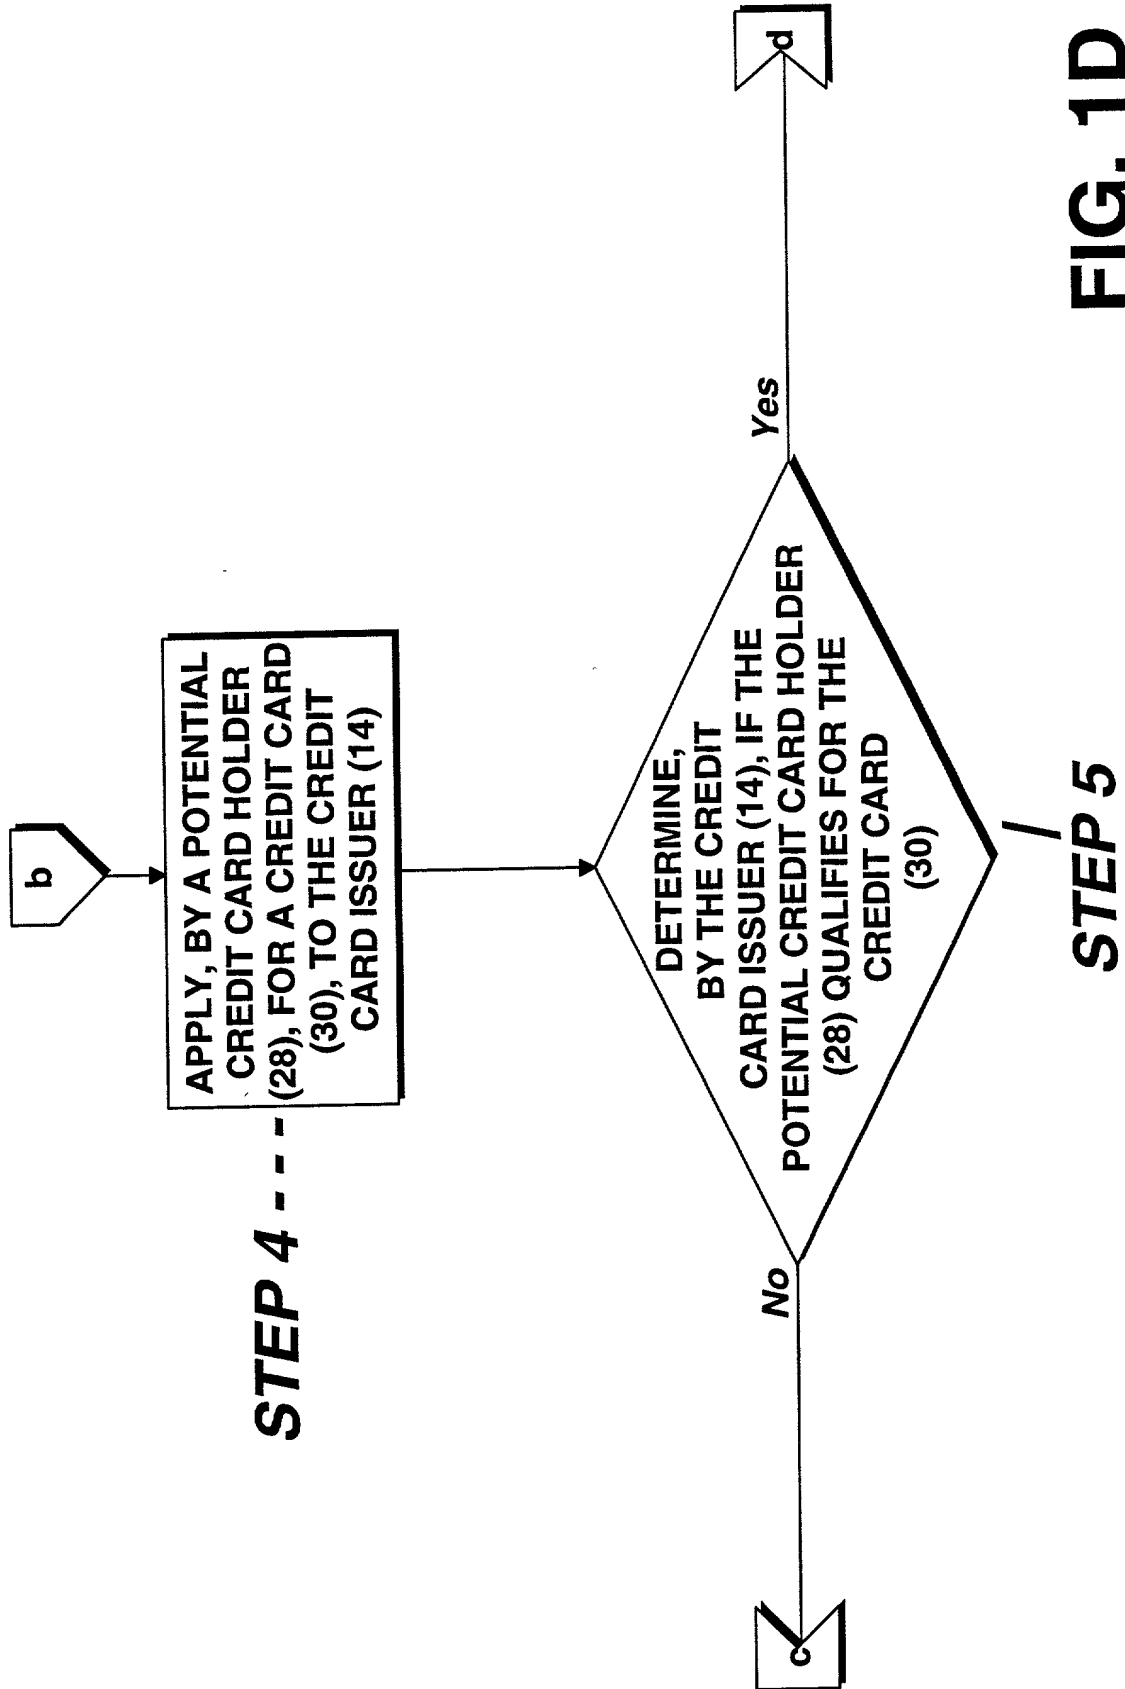 b
APPLY, BY A POTENTIAL
CREDIT CARD HOLDER
(28), FOR A CREDIT CARD
(30), TO THE CREDIT
CARD ISSUER (14)
STEP 4
DETERMINE,
BY THE CREDIT
CARD ISSUER (14), IF THE
POTENTIAL CREDIT CARD HOLDER
(28) QUALIFIES FOR THE
CREDIT CARD
(30)
No
Yes
c
d
STEP 5
FIG. 1D